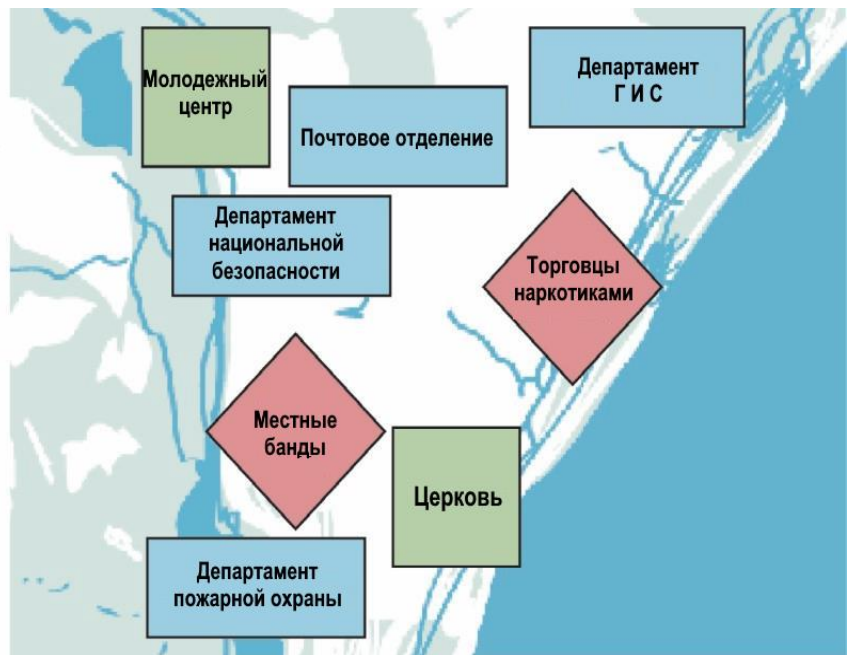 Молодежный
центр
Департамент
Г И С
Почтовое отделение
Департамент
национальной
безопасности
Торговцы
наркотиками
Местные
банды
Церковь
Департамент
пожарной охраны